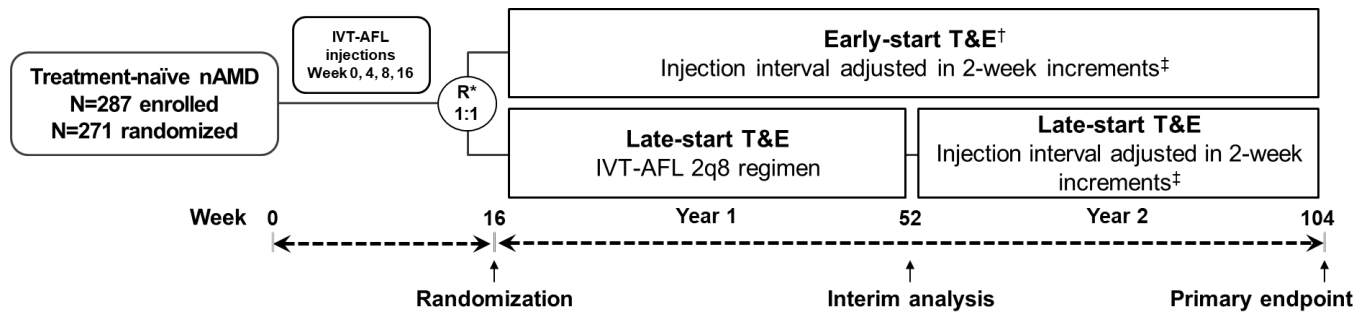 Treatment-naïve nAMD
N=287 enrolled
N=271 randomized
IVT-AFL
injections
Week 0, 4, 8, 16
R*
1:1
Early-start T&E†
Injection interval adjusted in 2-week increments‡
Late-start T&E
IVT-AFL 2q8 regimen
Late-start T&E
Injection interval adjusted in 2-week
increments‡
Week 0 16 Year 1 52 Year 2 104
Randomization Interim analysis Primary endpoint